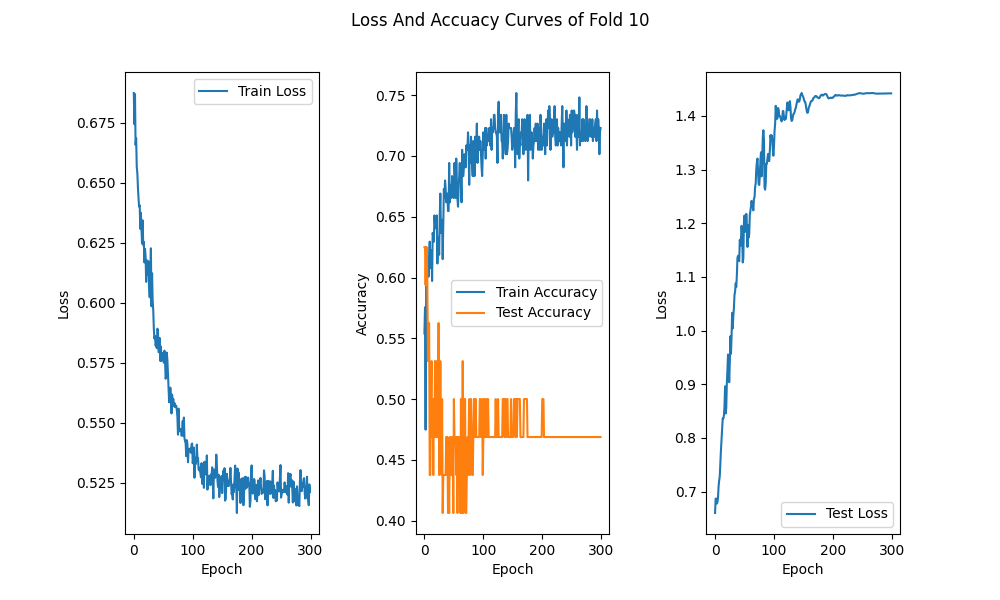 Loss And Accuacy Curves of Fold 10
Loss
0.675
0.650
0.625
0.600
0.575
0.550
0.525
Train Loss
0 100 200 300
Epoch
Accuracy
0.75
0.70
0.65
0.60
0.55
0.50
0.45
0.40
Train Accuracy
Test Accuracy
0 100 200 300
Epoch
Loss
1.4
1.3
1.2
1.1
1.0
0.9
0.8
0.7
Test Loss
0 100 200 300
Epoch